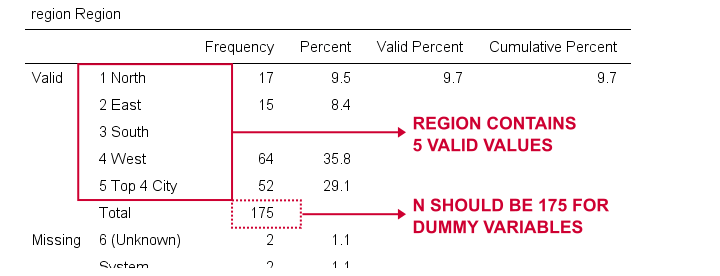 region Region
Frequency Percent Valid Percent Cumulative Percent
Valid 1 North 17 9.5 9.7 9.7
2 East 15 8.4
3 South
REGION CONTAINS
5 VALID VALUES
4 West 64 35.8
5 Top 4 City 52 29.1
Total 175
N SHOULD BE 175 FOR
DUMMY VARIABLES
Missing 6 (Unknown) 2 1.1
System 2 1.1